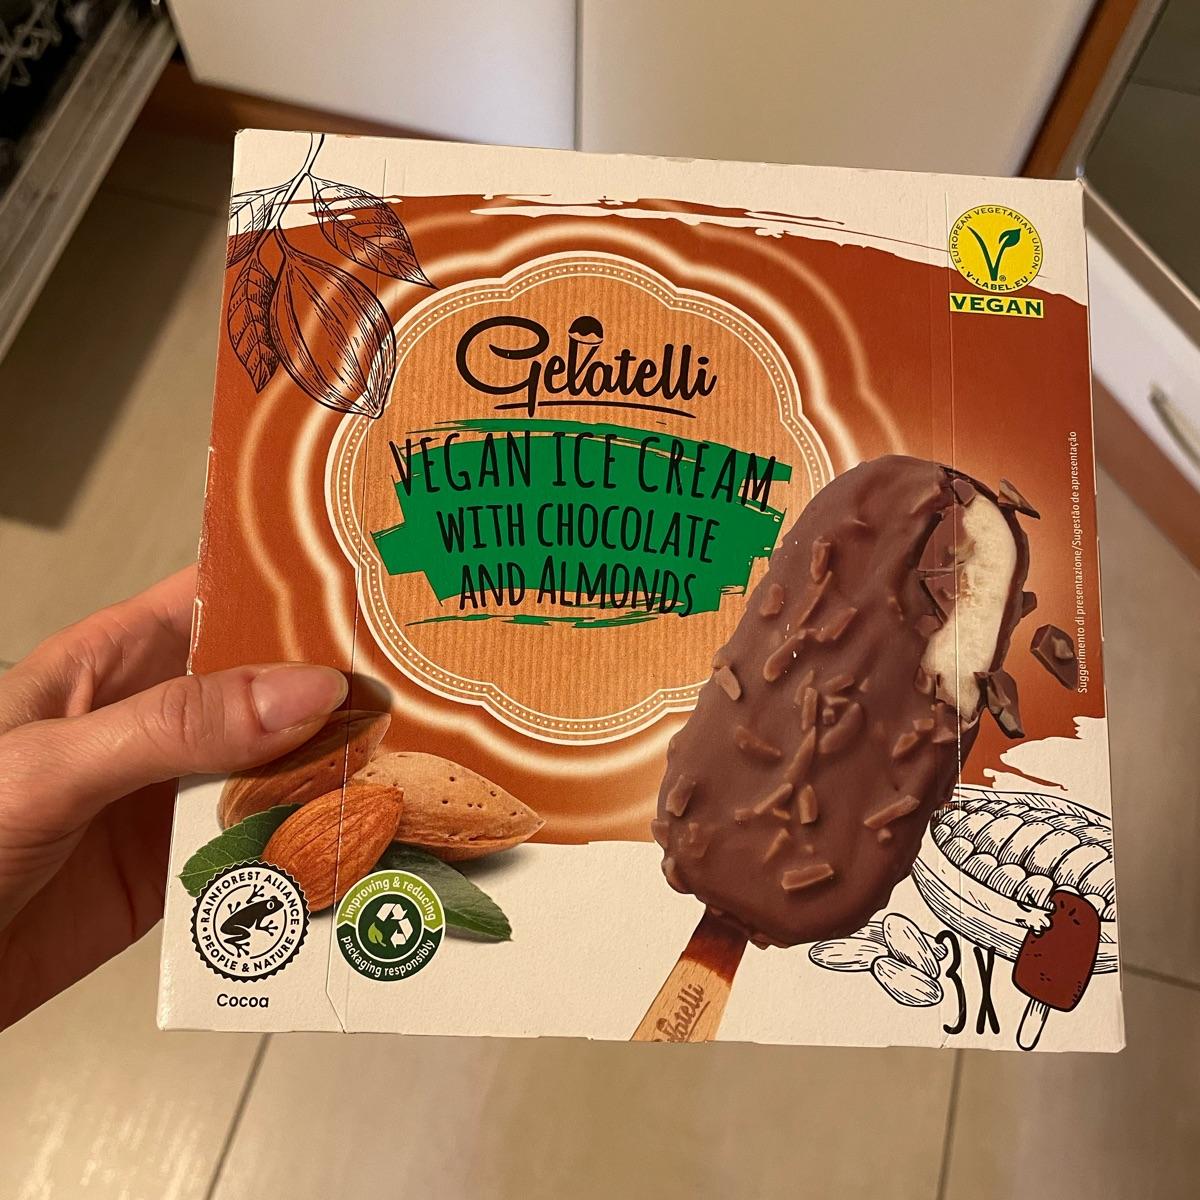 EUROPEAN VEGETARIAN UNION
V-LABEL.EU
VEGAN
Gelatelli
VEGAN ICE CREAM
WITH CHOCOLATE
AND ALMONDS
Suggerimento di presentazione/Sugestão de apresentação
RAINFOREST ALLIANCE
PEOPLE & NATURE
Cocoa
improving & reducing
packaging responsibly
Gelatelli
3X